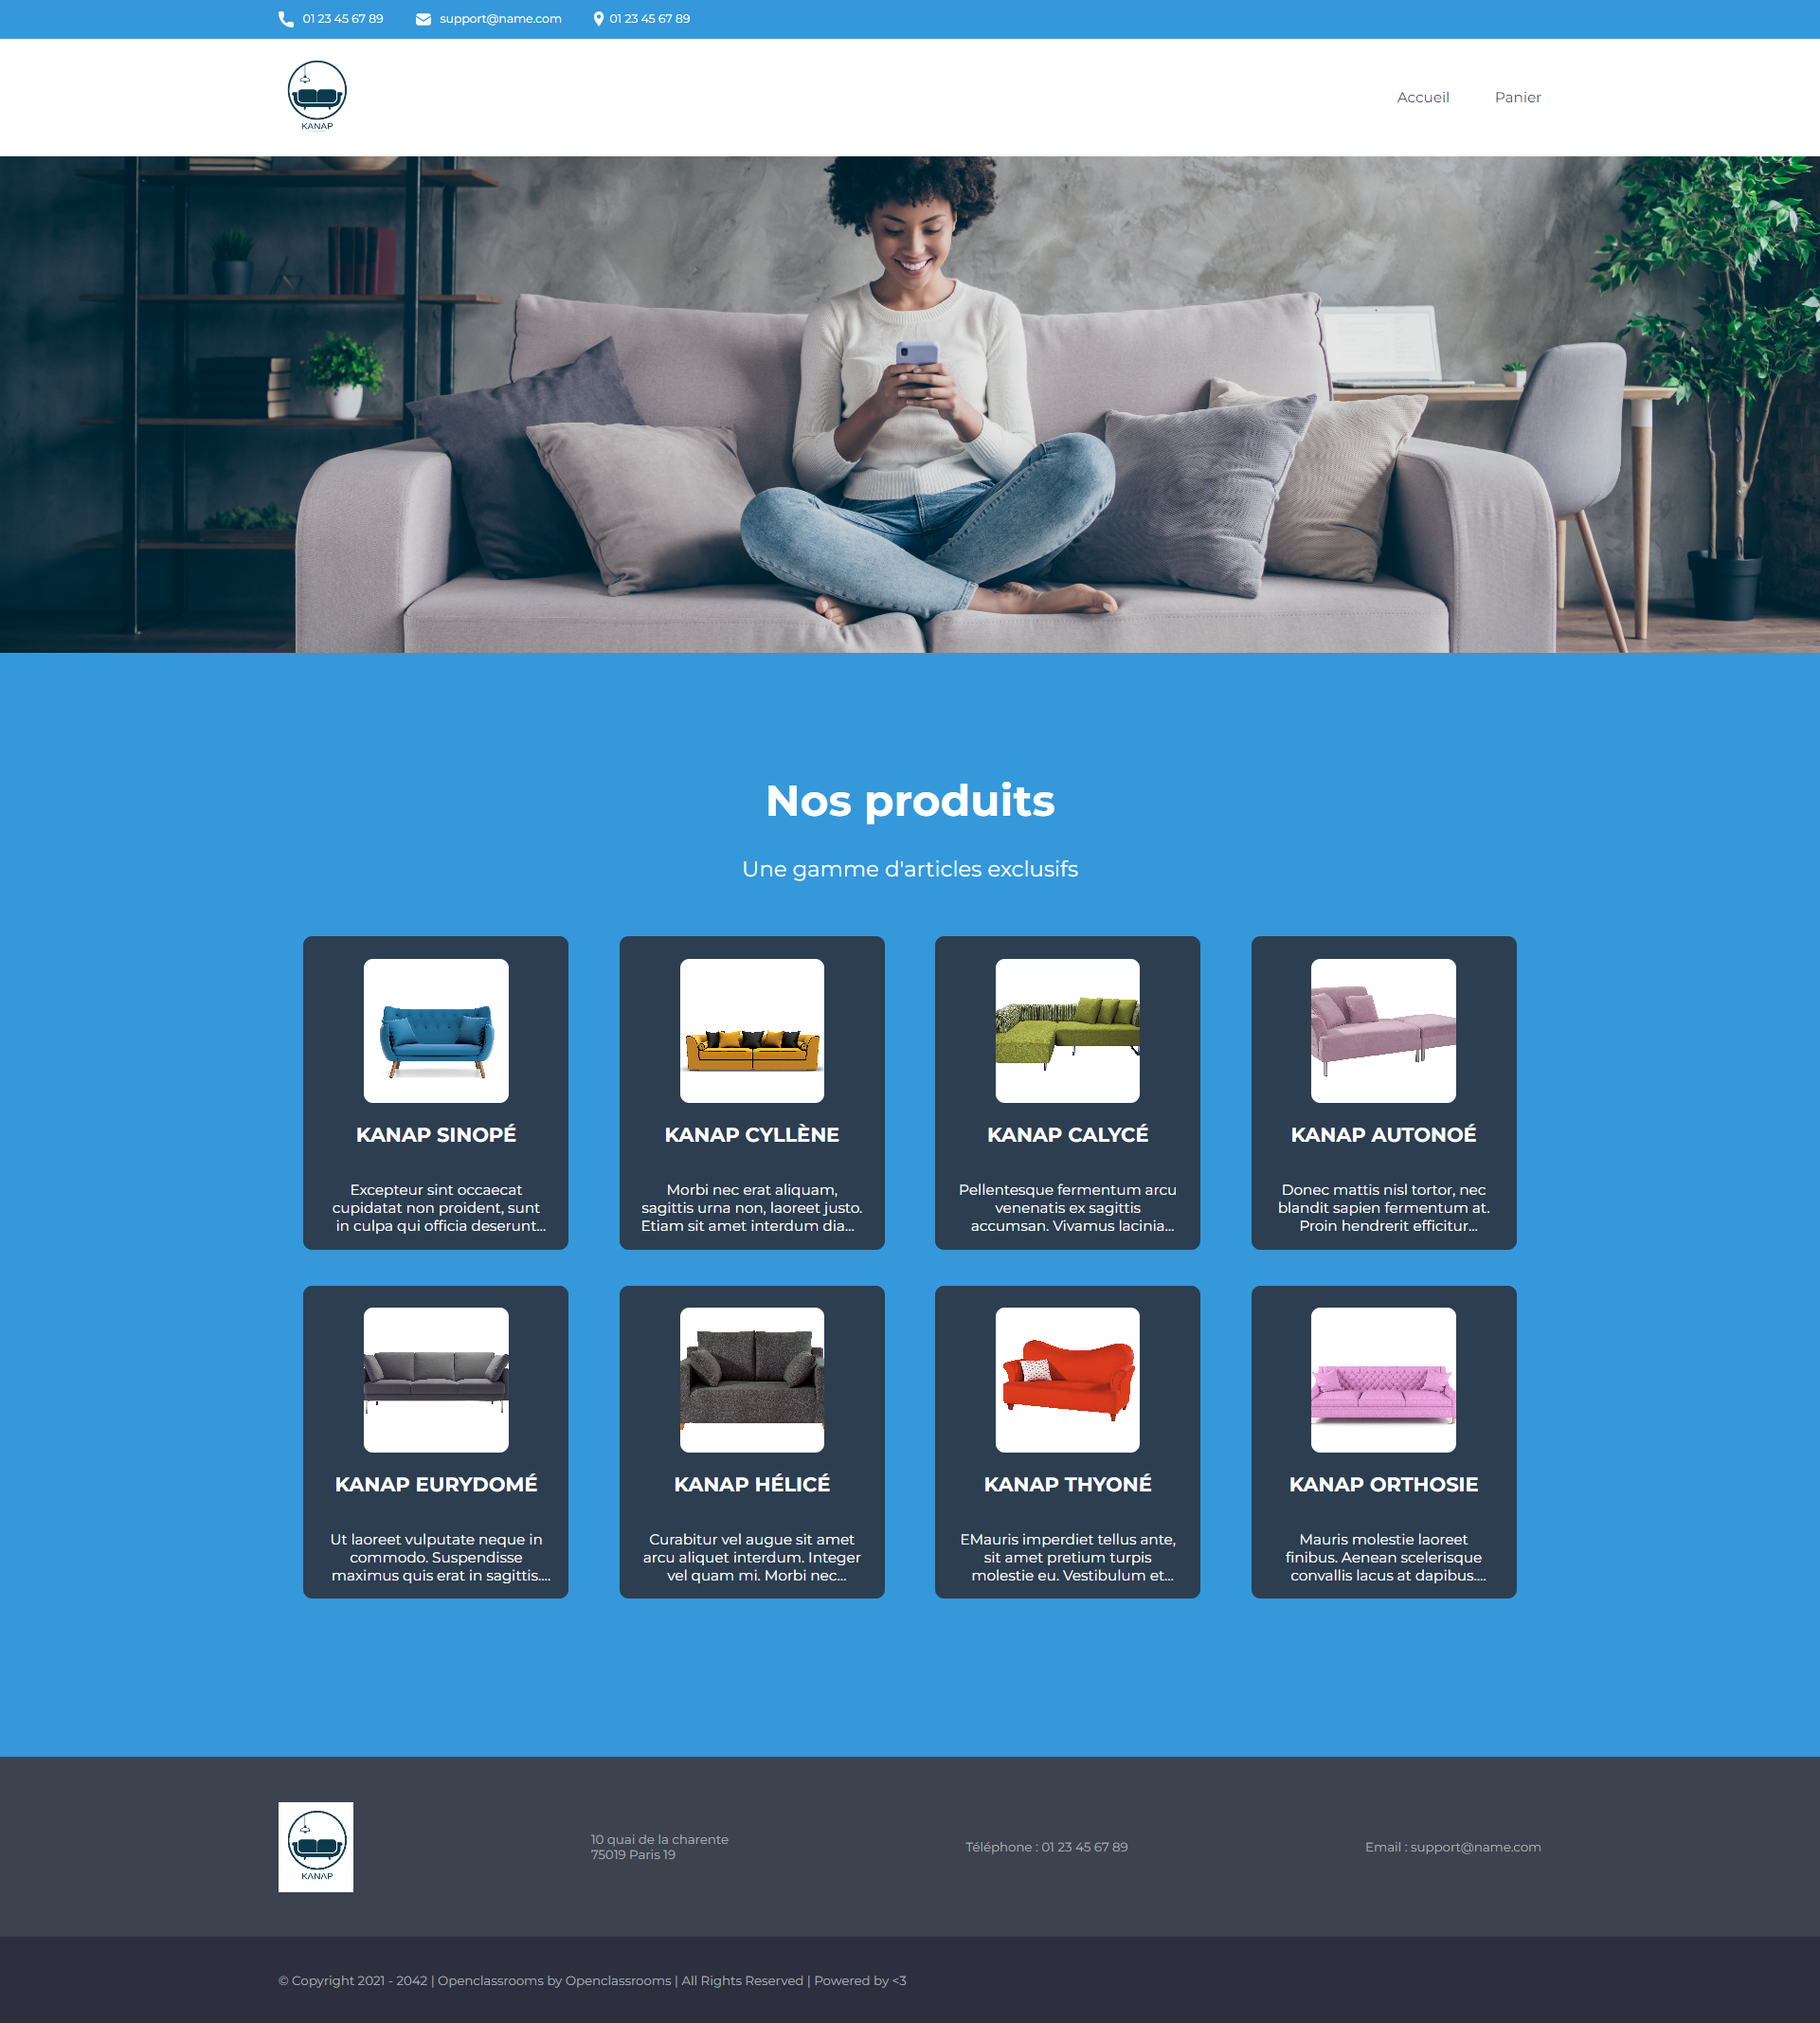 01 23 45 67 89
support@name.com
01 23 45 67 89
KANAP
Accueil
Panier
Nos produits
Une gamme d'articles exclusifs
KANAP SINOPÉ
Excepteur sint occaecat
cupidatat non proident, sunt
in culpa qui officia deserunt...
KANAP CYLLÈNE
Morbi nec erat aliquam,
sagittis urna non, laoreet justo.
Etiam sit amet interdum dia...
KANAP CALYCÉ
Pellentesque fermentum arcu
venenatis ex sagittis
accumsan. Vivamus lacinia...
KANAP AUTONOÉ
Donec mattis nisl tortor, nec
blandit sapien fermentum at.
Proin hendrerit efficitur...
KANAP EURYDOMÉ
Ut laoreet vulputate neque in
commodo. Suspendisse
maximus quis erat in sagittis....
KANAP HÉLICÉ
Curabitur vel augue sit amet
arcu aliquet interdum. Integer
vel quam mi. Morbi nec...
KANAP THYONÉ
EMauris imperdiet tellus ante,
sit amet pretium turpis
molestie eu. Vestibulum et...
KANAP ORTHOSIE
Mauris molestie laoreet
finibus. Aenean scelerisque
convallis lacus at dapibus....
KANAP
10 quai de la charente
75019 Paris 19
Téléphone : 01 23 45 67 89
Email : support@name.com
© Copyright 2021 - 2042 | Openclassrooms by Openclassrooms | All Rights Reserved | Powered by <3